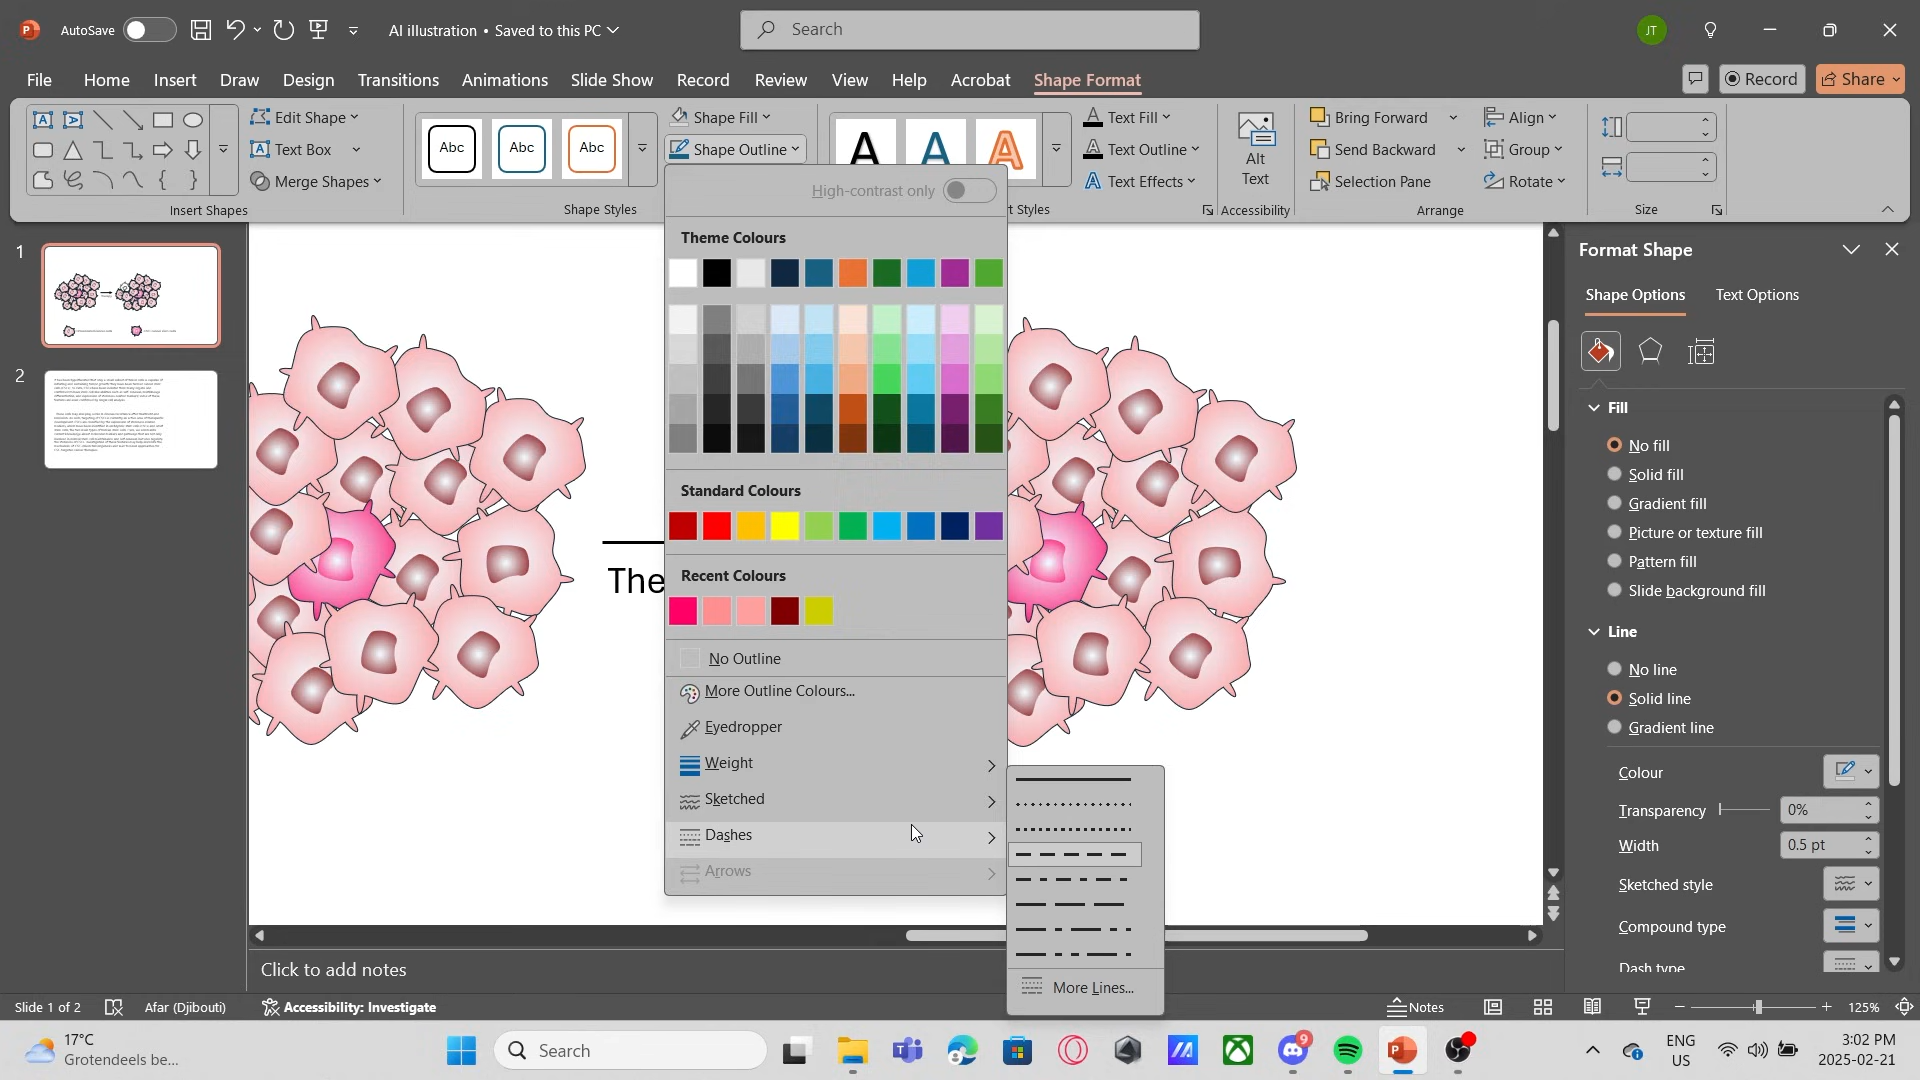 AutoSave
AI illustration • Saved to this PC
Search
JT
File
Home
Insert
Draw
Design
Transitions
Animations
Slide Show
Record
Review
View
Help
Acrobat
Shape Format
Record
Share
Edit Shape
Text Box
Merge Shapes
Insert Shapes
Abc
Abc
Abc
Shape Fill
Shape Outline
Shape Styles
A
A
A
t Styles
Text Fill
Text Outline
Text Effects
Alt
Text
Accessibility
Bring Forward
Send Backward
Selection Pane
Align
Group
Rotate
Arrange
Size
High-contrast only
Theme Colours
Standard Colours
Recent Colours
No Outline
More Outline Colours...
Eyedropper
Weight
Sketched
Dashes
Arrows
More Lines...
1
2
The
Format Shape
Shape Options
Text Options
Fill
No fill
Solid fill
Gradient fill
Picture or texture fill
Pattern fill
Slide background fill
Line
No line
Solid line
Gradient line
Colour
Transparency
0%
Width
0.5 pt
Sketched style
Compound type
Dash type
Click to add notes
Slide 1 of 2
Afar (Djibouti)
Accessibility: Investigate
Notes
125%
17°C
Grotendeels be...
Search
9
ENG
US
3:02 PM
2025-02-21